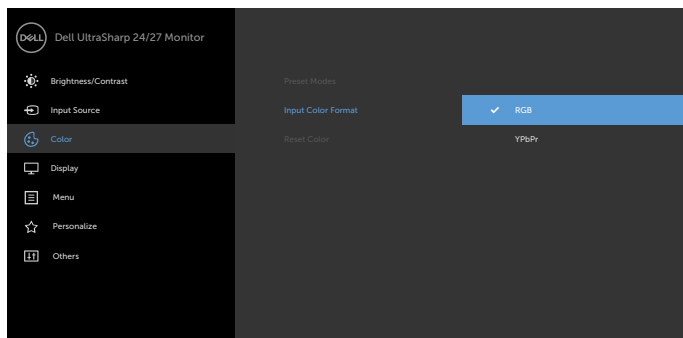 DELL
Dell UltraSharp 24/27 Monitor
Brightness/Contrast
Input Source
Color
Display
Menu
Personalize
Others
Preset Modes
Input Color Format
Reset Color
RGB
YPbPr